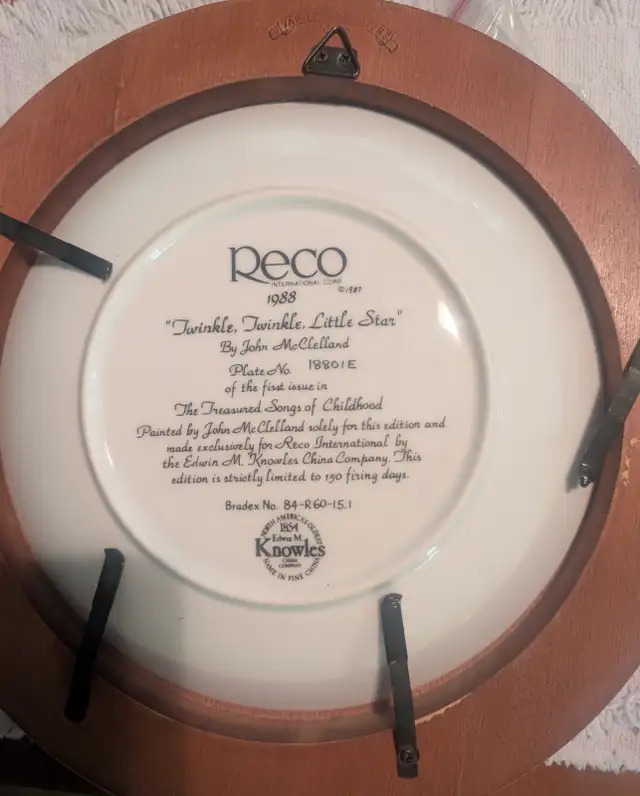 Reco
INTERNATIONAL CORP.
©1987
1988
"Twinkle, Twinkle, Little Star"
By John McClelland
Plate No. 18801E
of the first issue in
The Treasured Songs of Childhood
Painted by John McClelland solely for this edition and
made exclusively for Reco International by
the Edwin M. Knowles China Company. This
edition is strictly limited to 150 firing days.
Bradex No. 84-R60-15.1
NORTH AMERICA'S OLDEST
1854
Edwin M.
Knowles
CHINA
COMPANY
NAME IN FINE CHINA